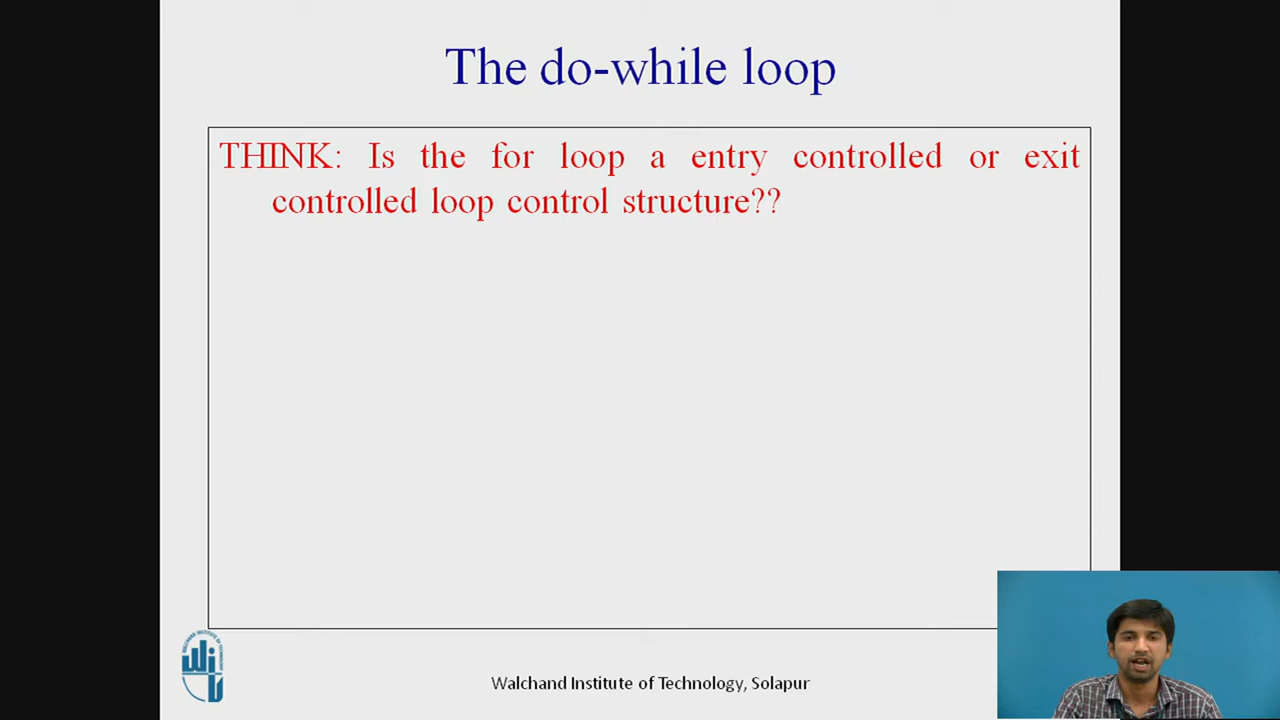 The do-while loop
THINK: Is the for loop a entry controlled or exit
controlled loop control structure??
Walchand Institute of Technology, Solapur